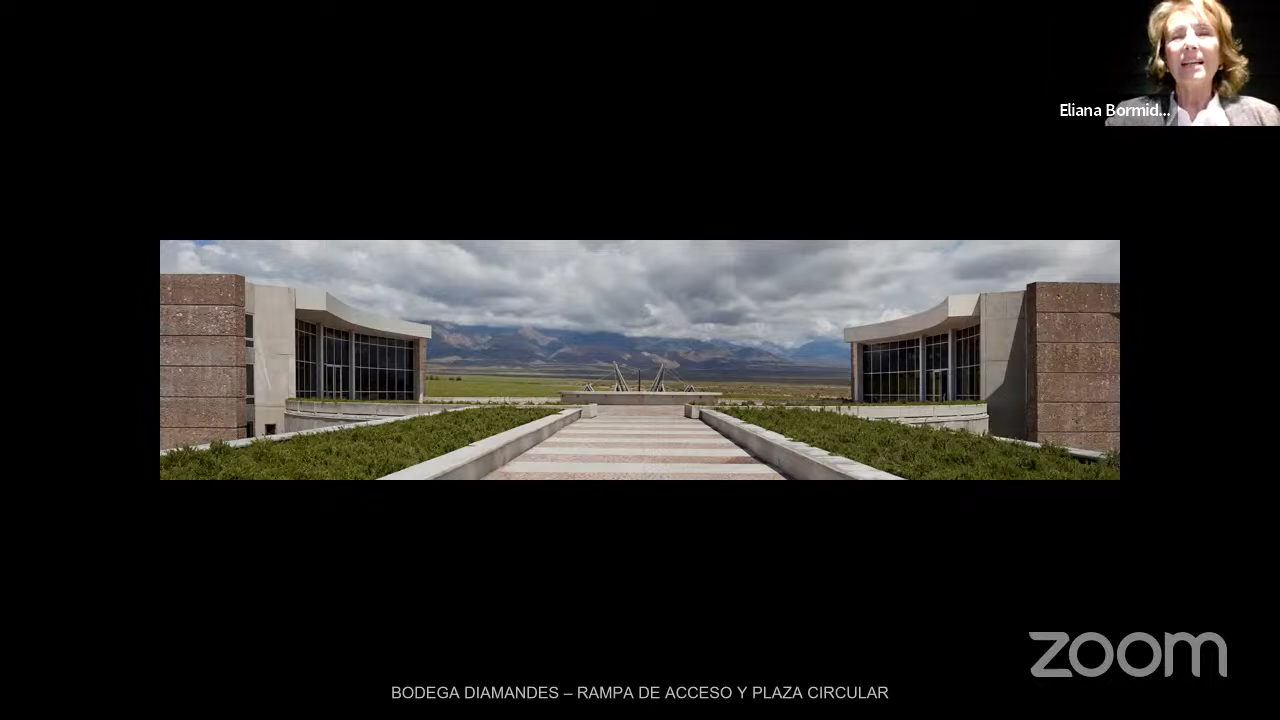 Eliana Bormid...
zoom
BODEGA DIAMANDES – RAMPA DE ACCESO Y PLAZA CIRCULAR